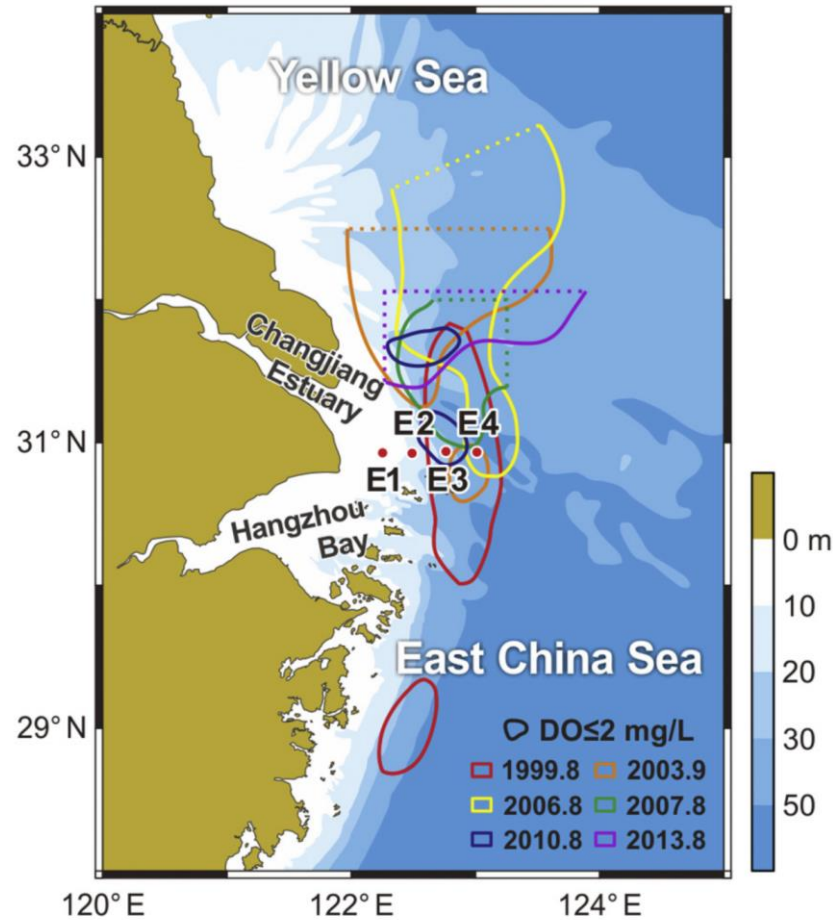 Yellow Sea
33° N
Changjiang
Estuary
31° N
E2 E4
E1 E3
Hangzhou
Bay
0 m
10
20
30
50
East China Sea
29° N
DO≤2 mg/L
1999.8 2003.9
2006.8 2007.8
2010.8 2013.8
120° E 122° E 124° E